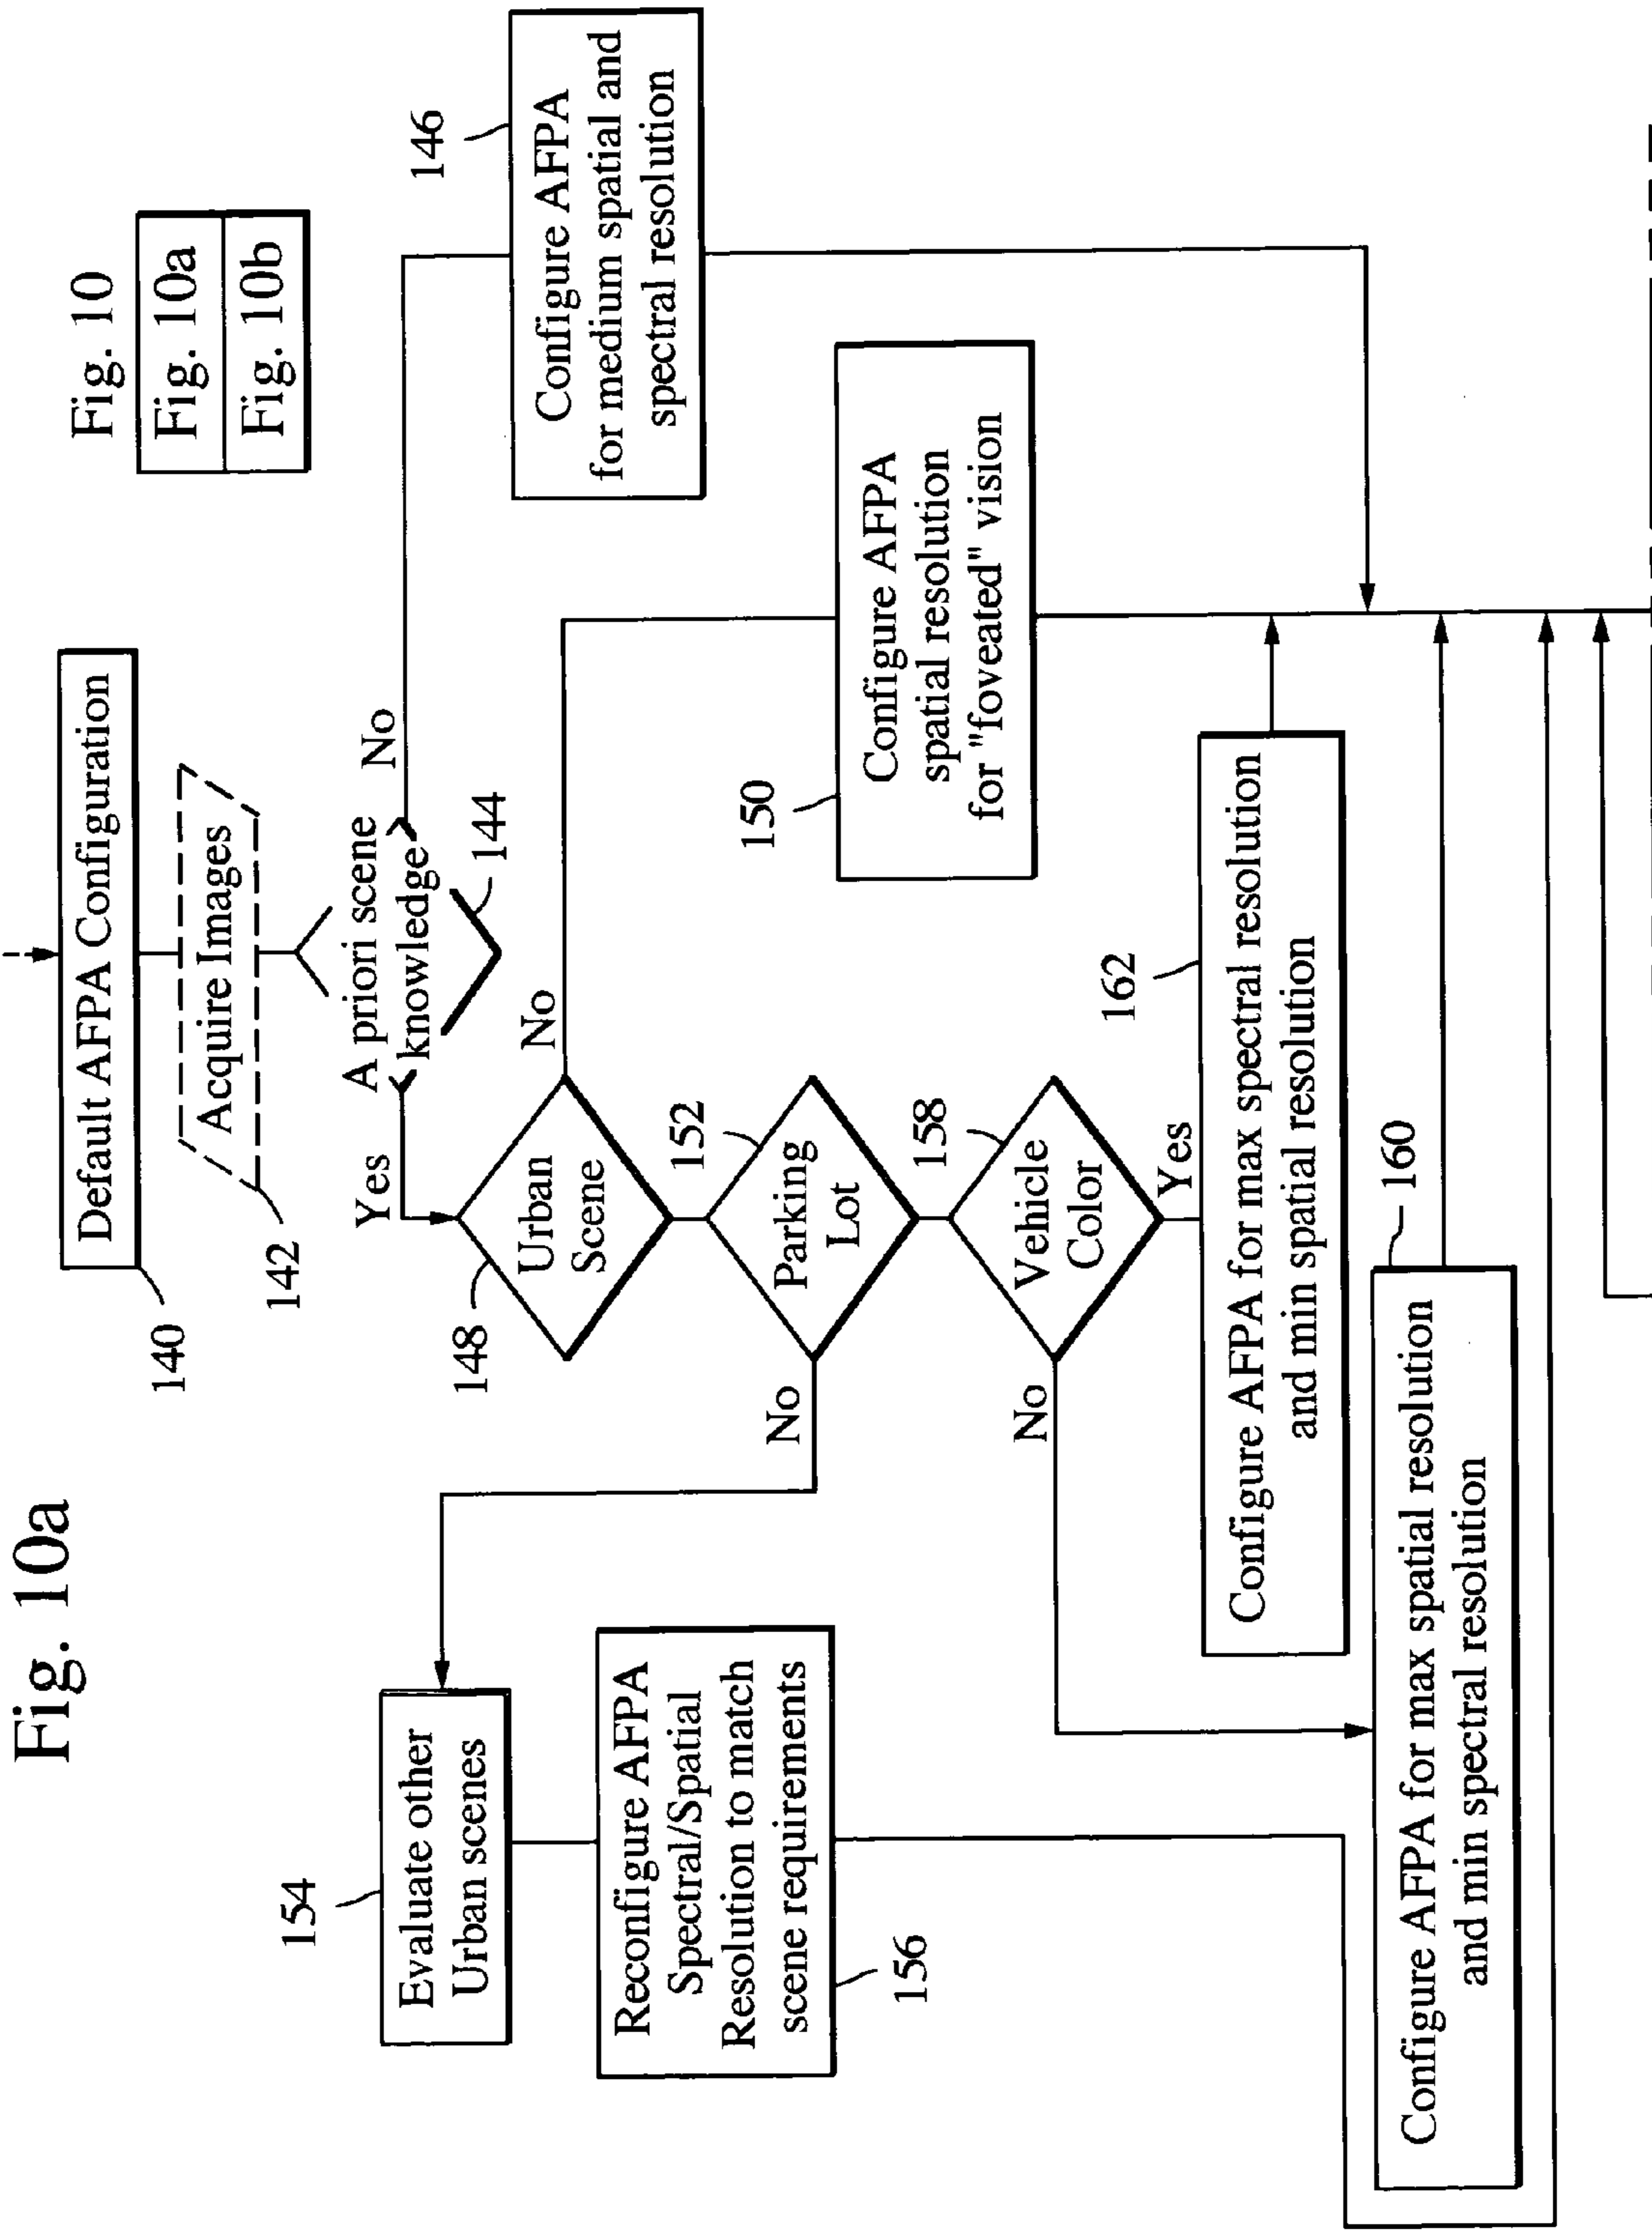 Fig. 10a
Fig. 10
Fig. 10a
Fig. 10b
Default AFPA Configuration
140
Acquire Images
142
A priori scene
knowledge
144
Yes
No
Configure AFPA
for medium spatial and
spectral resolution
146
Urban
Scene
148
No
Configure AFPA
spatial resolution
for "foveated" vision
150
Parking
Lot
152
No
Evaluate other
Urban scenes
154
Reconfigure AFPA
Spectral/Spatial
Resolution to match
scene requirements
156
Vehicle
Color
158
No
Yes
Configure AFPA for max spectral resolution
and min spatial resolution
162
Configure AFPA for max spatial resolution
and min spectral resolution
160